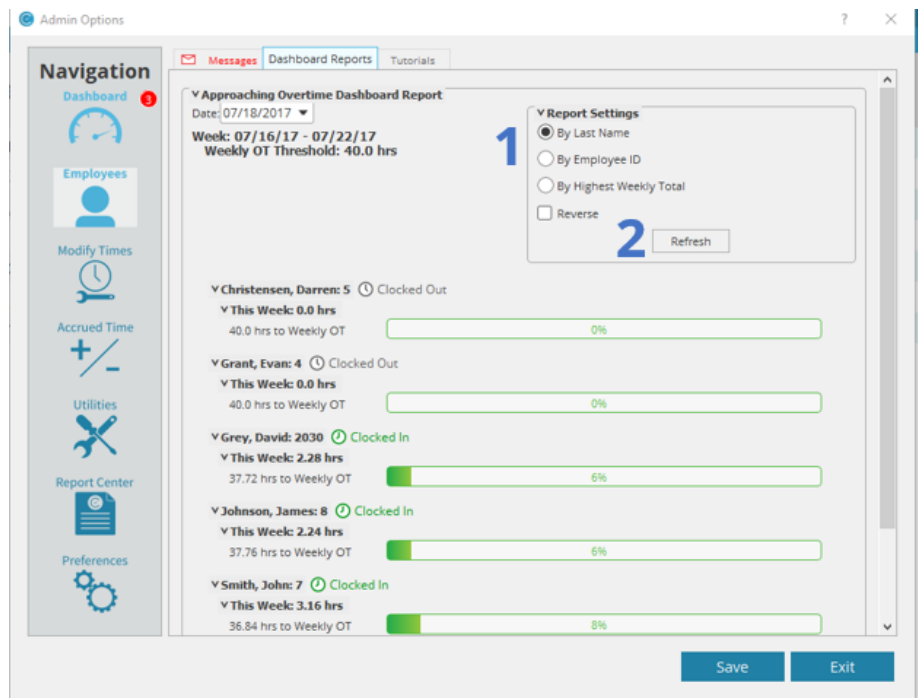 Admin Options
?
Navigation
Dashboard 3
Employees
Modify Times
Accrued Time
Utilities
Report Center
Preferences
Messages Dashboard Reports Tutorials
Approaching Overtime Dashboard Report
Date: 07/18/2017
Week: 07/16/17 - 07/22/17
Weekly OT Threshold: 40.0 hrs
1
Report Settings
By Last Name
By Employee ID
By Highest Weekly Total
Reverse
2 Refresh
Christensen, Darren: 5 Clocked Out
This Week: 0.0 hrs
40.0 hrs to Weekly OT 0%
Grant, Evan: 4 Clocked Out
This Week: 0.0 hrs
40.0 hrs to Weekly OT 0%
Grey, David: 2030 Clocked In
This Week: 2.28 hrs
37.72 hrs to Weekly OT 6%
Johnson, James: 8 Clocked In
This Week: 2.24 hrs
37.76 hrs to Weekly OT 6%
Smith, John: 7 Clocked In
This Week: 3.16 hrs
36.84 hrs to Weekly OT 8%
Save Exit